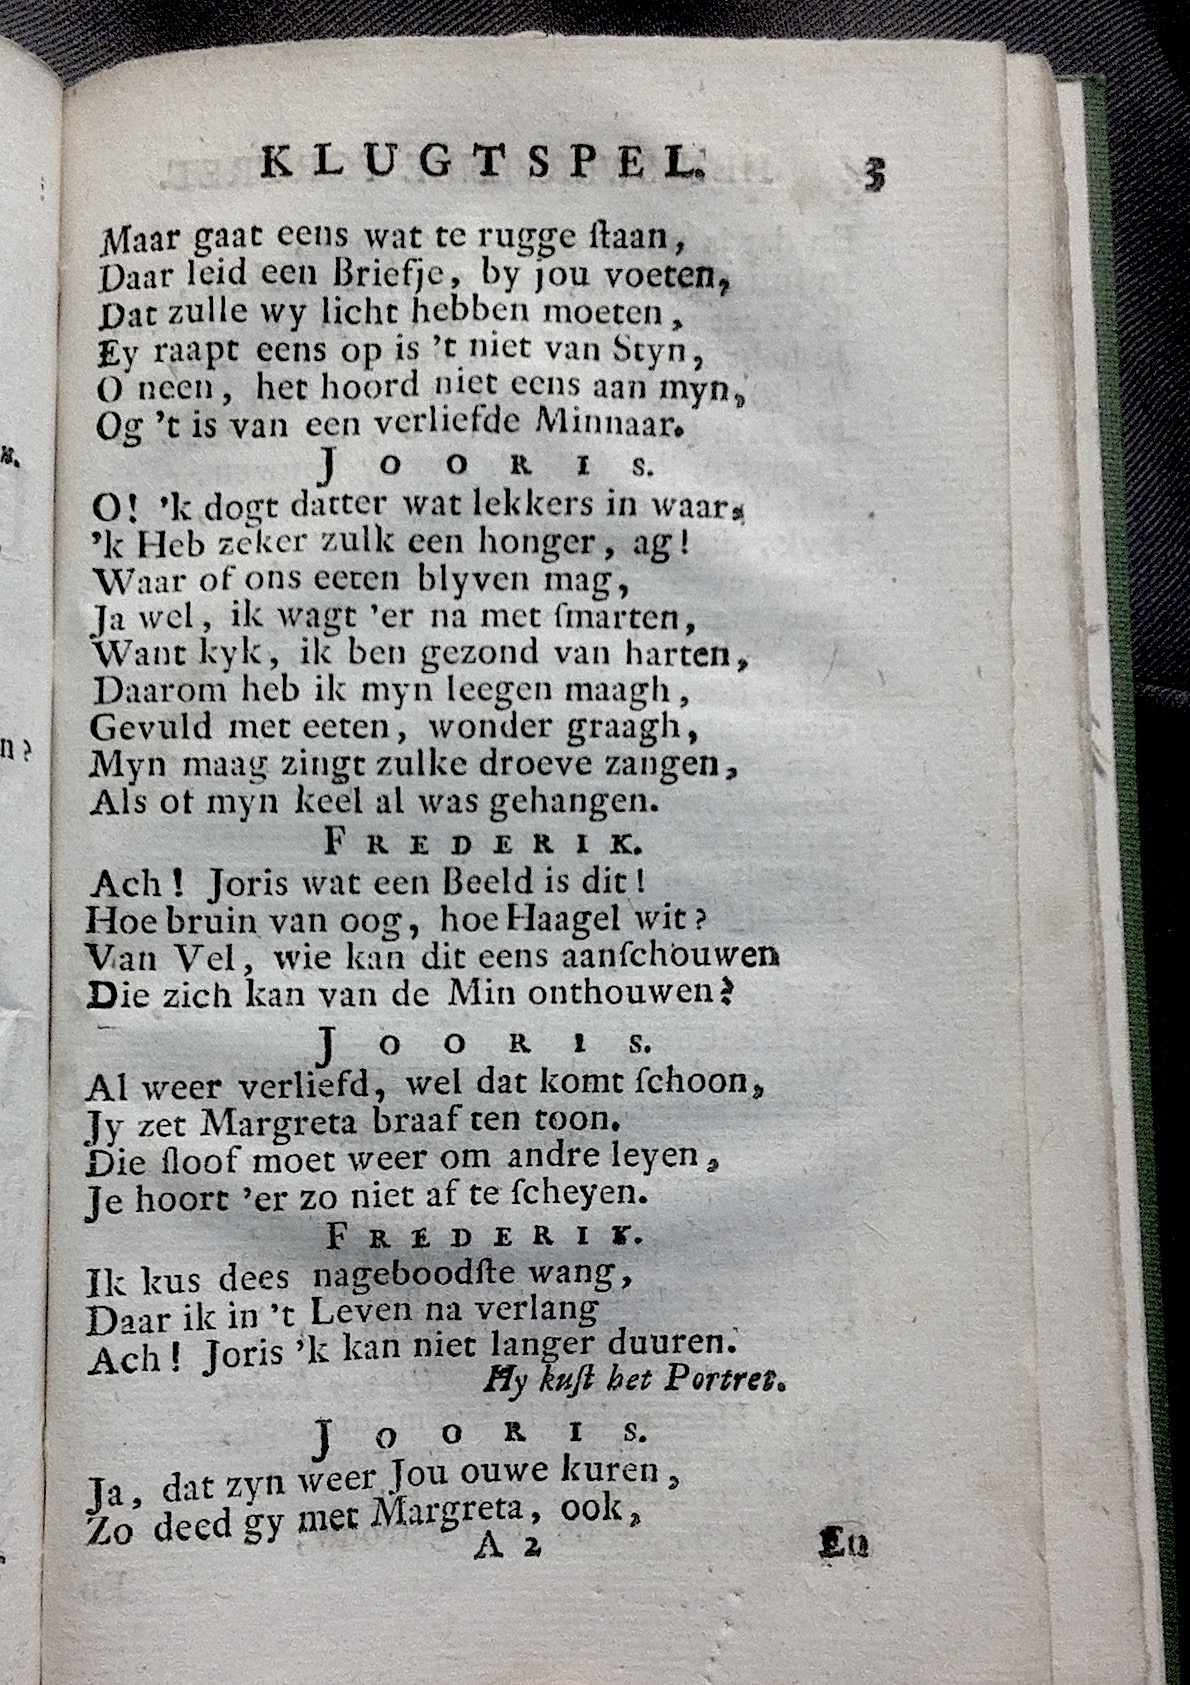 KLUGTSPEL. 3
Maar gaat eens wat te rugge ſtaan,
Daar leid een Briefje, by jou voeten,
Dat zulle wy licht hebben moeten,
Ey raapt eens op is 't niet van Styn,
O neen, het hoord niet eens aan myn,
Og 't is van een verliefde Minnaar.
JOORIS.
O! 'k dogt datter wat lekkers in waar,
'k Heb zeker zulk een honger, ag!
Waar of ons eeten blyven mag,
Ja wel, ik wagt 'er na met ſmarten,
Want kyk, ik ben gezond van harten,
Daarom heb ik myn leegen maagh,
Gevuld met eeten, wonder graagh,
Myn maag zingt zulke droeve zangen,
Als of myn keel al was gehangen.
FREDERIK.
Ach! Joris wat een Beeld is dit!
Hoe bruin van oog, hoe Haagel wit?
Van Vel, wie kan dit eens aanſchouwen
Die zich kan van de Min onthouwen?
JOORIS.
Al weer verliefd, wel dat komt ſchoon,
Jy zet Margreta braaf ten toon.
Die ſloof moet weer om andre leyen,
Je hoort 'er zo niet af te ſcheyen.
FREDERIK.
Ik kus dees nageboodſte wang,
Daar ik in 't Leven na verlang
Ach! Joris 'k kan niet langer duuren.
Hy kuſt het Portret.
JOORIS.
Ja, dat zyn weer Jou ouwe kuren,
Zo deed gy met Margreta, ook,
A 2 En